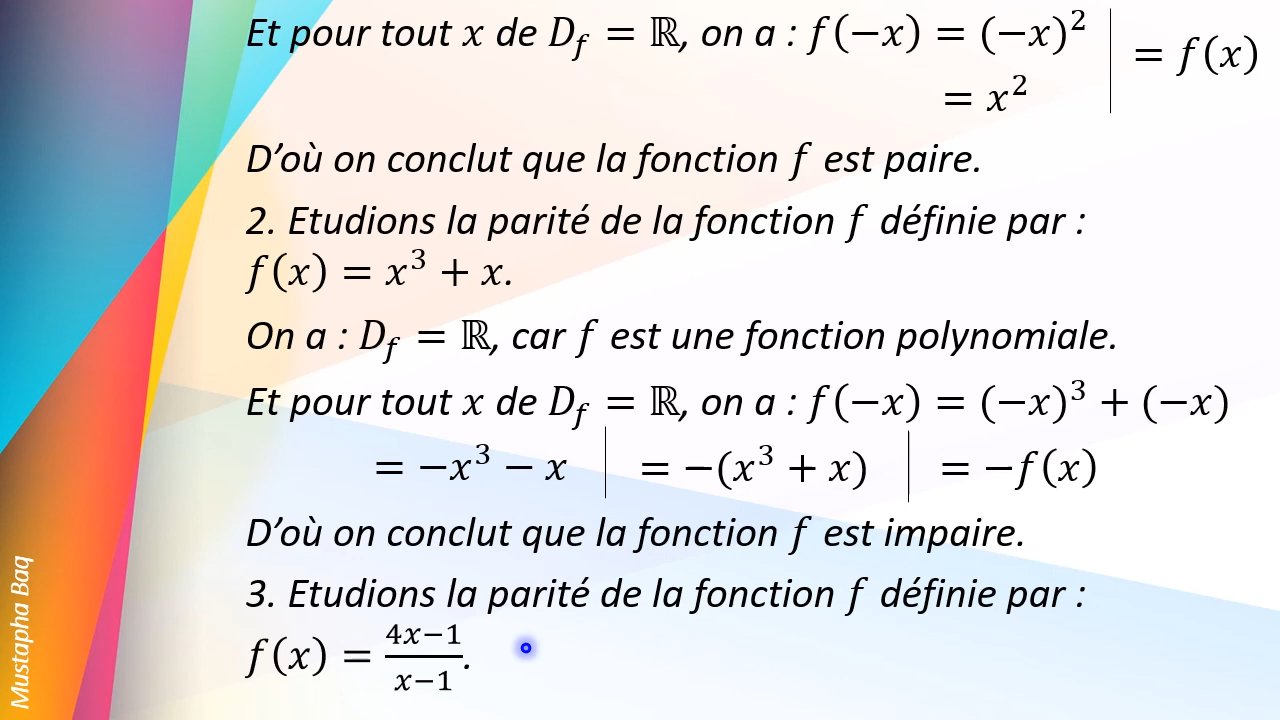 Et pour tout x de D_f = ℝ, on a : f(−x) = (−x)² | = f(x)
= x²
D’où on conclut que la fonction f est paire.
2. Etudions la parité de la fonction f définie par :
f(x) = x³ + x.
On a : D_f = ℝ, car f est une fonction polynomiale.
Et pour tout x de D_f = ℝ, on a : f(−x) = (−x)³ + (−x)
= −x³ − x | = −(x³ + x) | = −f(x)
D’où on conclut que la fonction f est impaire.
3. Etudions la parité de la fonction f définie par :
f(x) = (4x−1)/(x−1).
Mustapha Baq